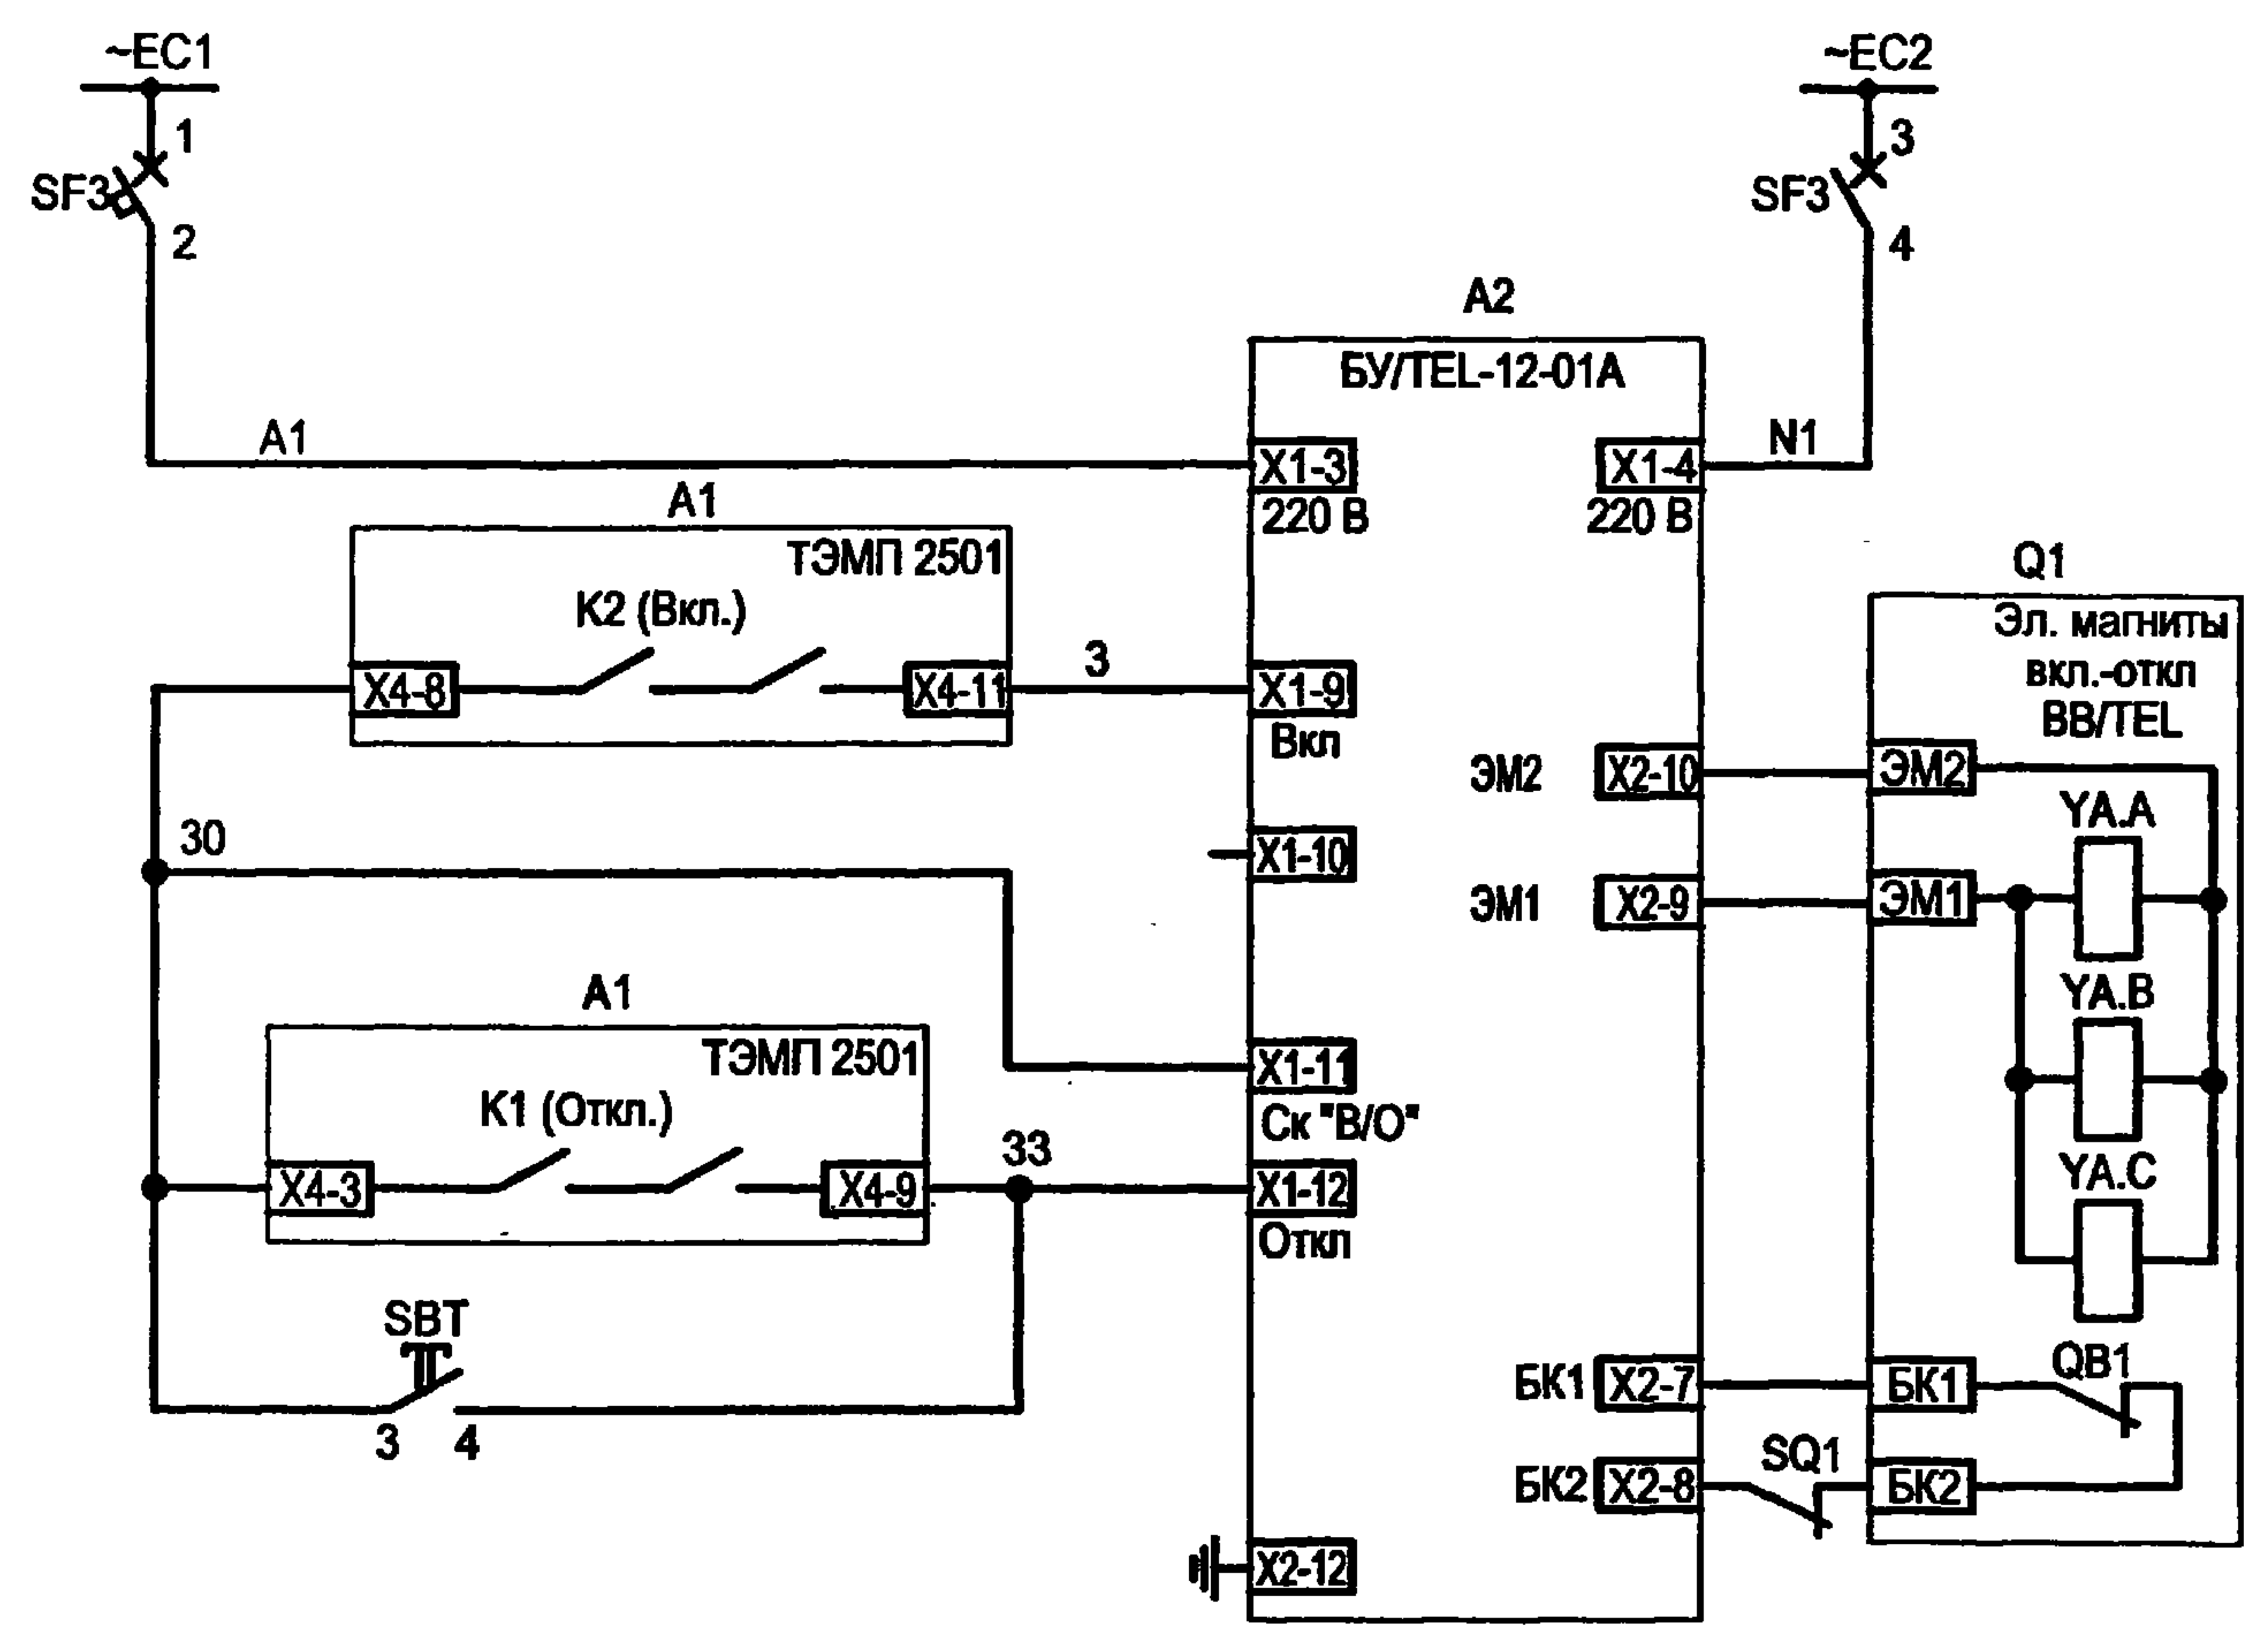 ~EC1
~EC2
1
3
SF3
SF3
2
4
A2
БУ/TEL-12-01А
A1
N1
X1-3
X1-4
220 В
220 В
A1
ТЭМП 2501
Q1
Эл. магниты
вкл.-откл
BB/TEL
K2 (Вкл.)
3
X4-8
X4-11
X1-9
Вкл
ЭМ2
X2-10
ЭМ2
YA.A
30
X1-10
ЭМ1
X2-9
ЭМ1
YA.B
A1
ТЭМП 2501
X1-11
Ск "В/О"
K1 (Откл.)
33
YA.C
X4-3
X4-9
X1-12
Откл
SBT
3
4
БК1
X2-7
БК1
QB1
SQ1
БК2
X2-8
БК2
X2-12